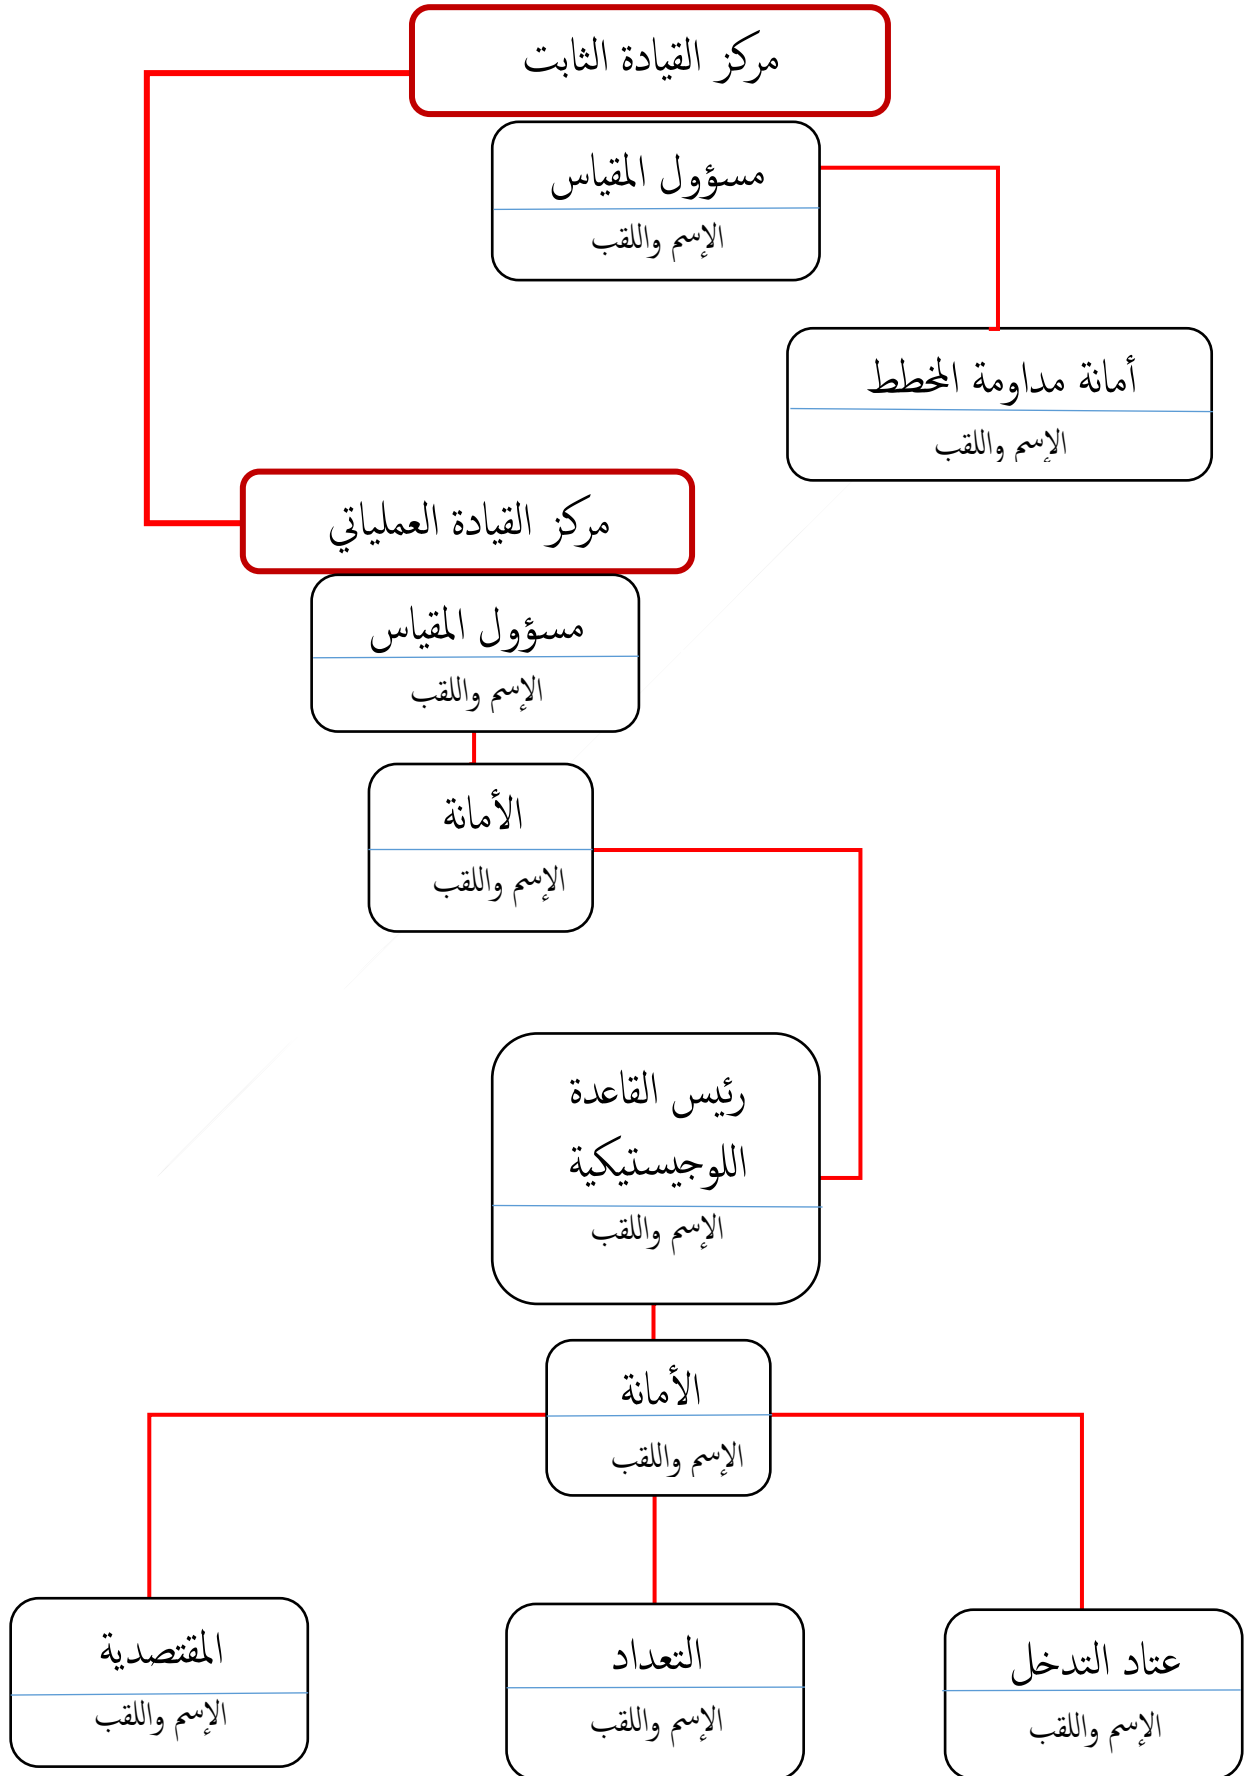 مركز القيادة الثابت
مسؤول المقياس
الإسم واللقب
أمانة مداومة المخطط
الإسم واللقب
مركز القيادة العملياتي
مسؤول المقياس
الإسم واللقب
الأمانة
الإسم واللقب
رئيس القاعدة
اللوجيستيكية
الإسم واللقب
الأمانة
الإسم واللقب
عتاد التدخل
الإسم واللقب
التعداد
الإسم واللقب
المقتصدية
الإسم واللقب